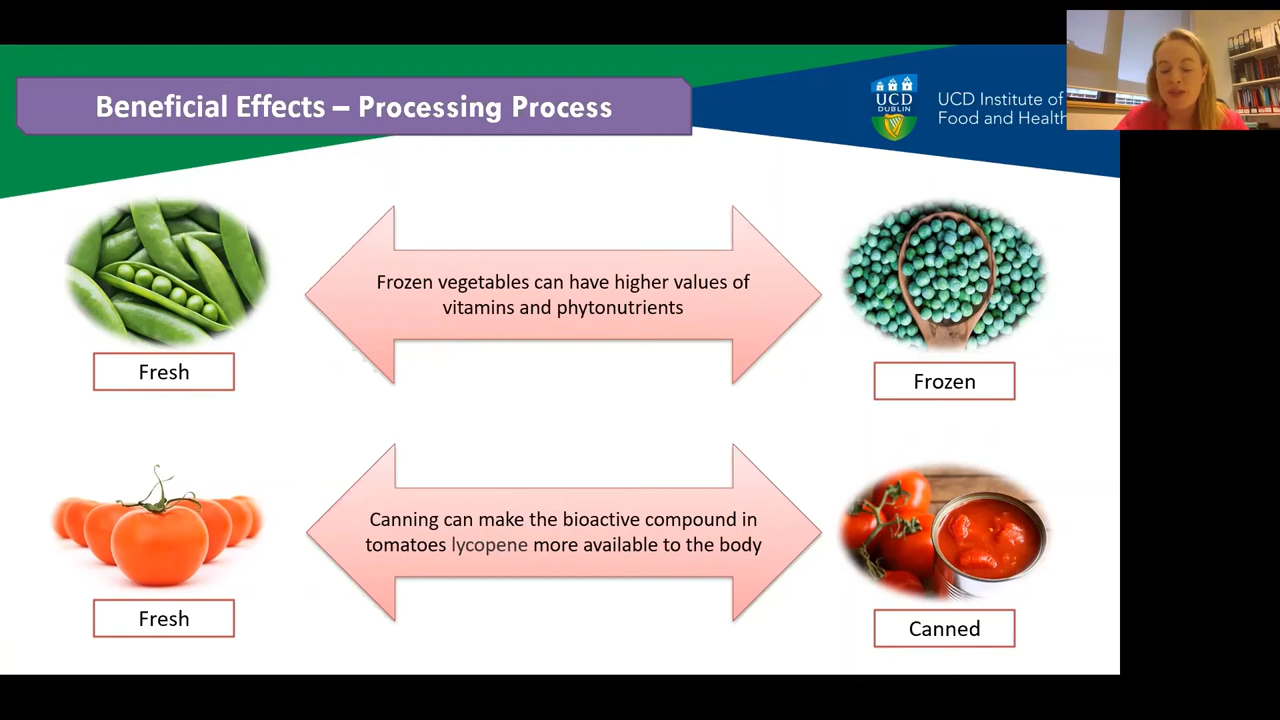 Beneficial Effects – Processing Process
UCD
DUBLIN
UCD Institute of
Food and Health
Frozen vegetables can have higher values of
vitamins and phytonutrients
Fresh
Frozen
Canning can make the bioactive compound in
tomatoes lycopene more available to the body
Fresh
Canned